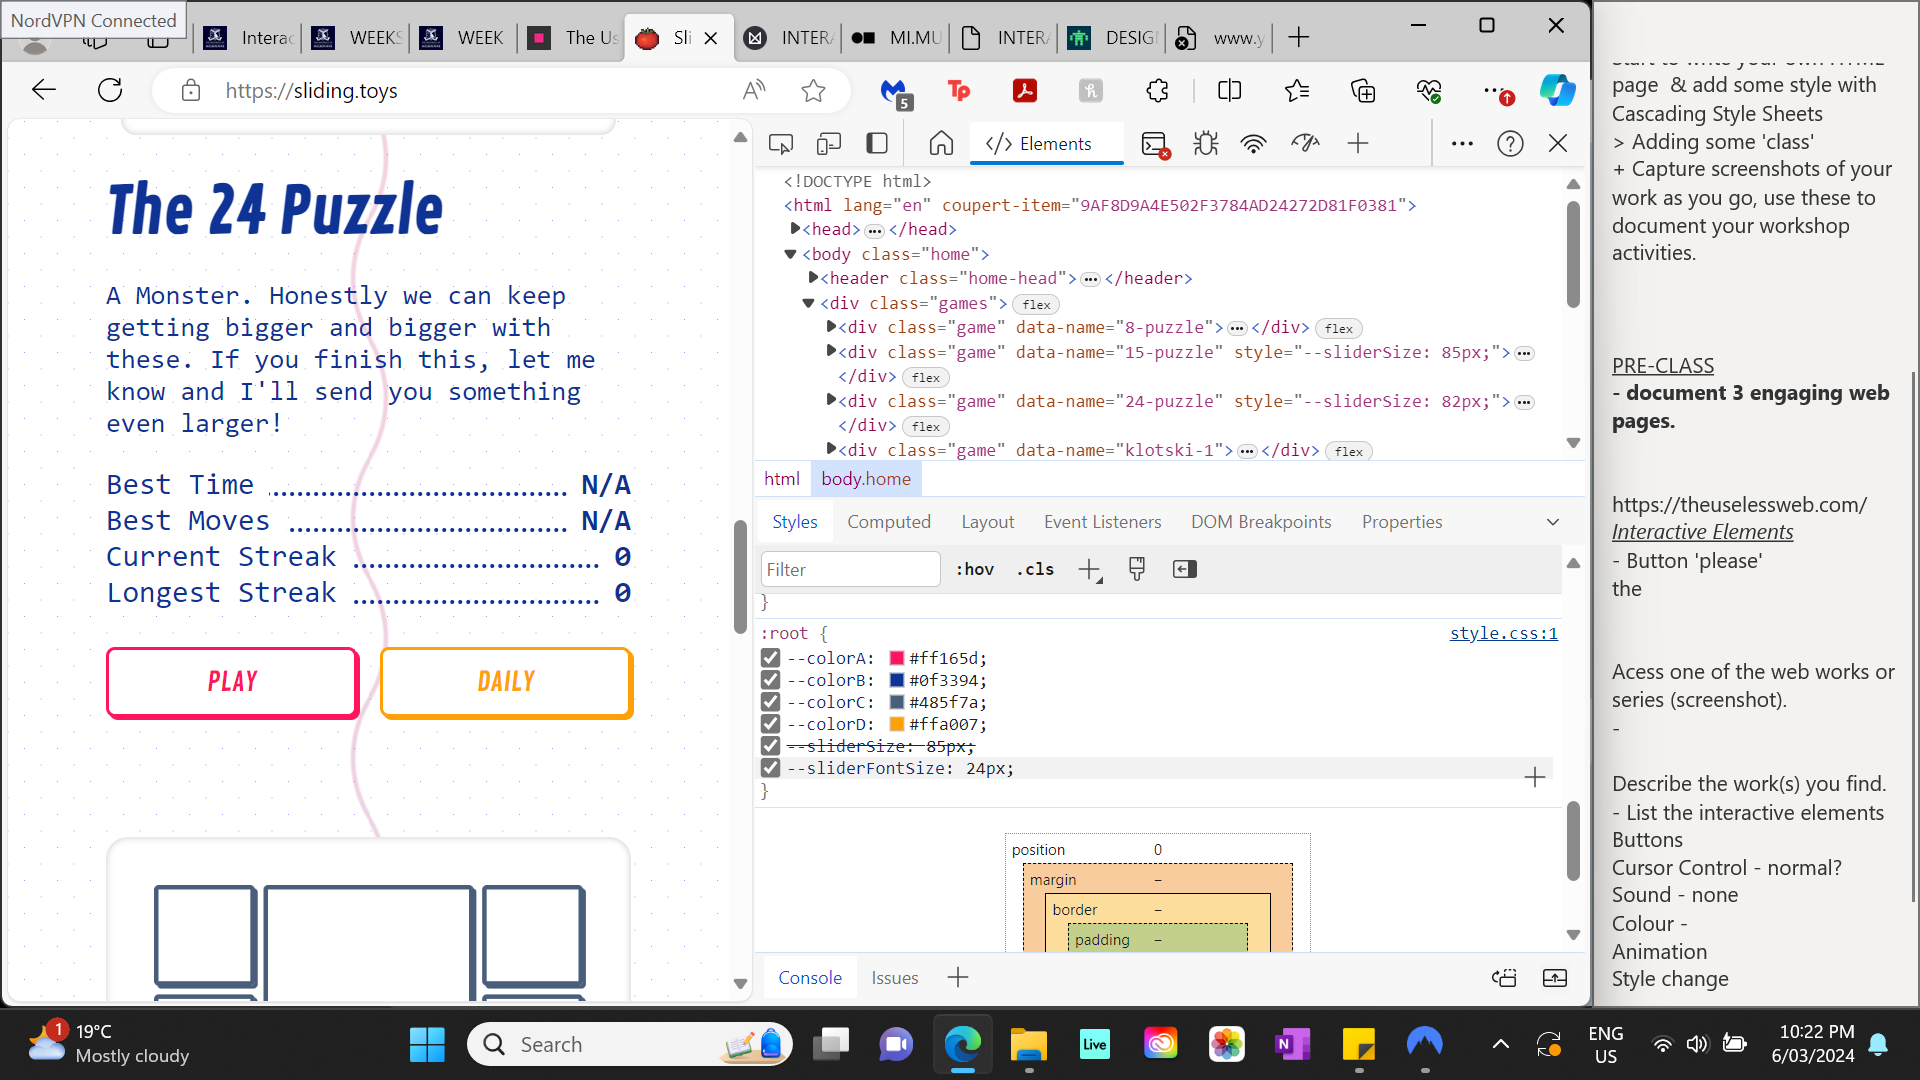 NordVPN Connected
Interac
WEEKS
WEEK
The Us
Sli
INTER
MI.MU
INTER
DESIG
www.y
https://sliding.toys
5
Tp
The 24 Puzzle
A Monster. Honestly we can keep
getting bigger and bigger with
these. If you finish this, let me
know and I'll send you something
even larger!
Best Time N/A
Best Moves N/A
Current Streak 0
Longest Streak 0
PLAY
DAILY
Elements
<!DOCTYPE html>
<html lang="en" coupert-item="9AF8D9A4E502F3784AD24272D81F0381">
<head> ... </head>
<body class="home">
<header class="home-head"> ... </header>
<div class="games"> flex
<div class="game" data-name="8-puzzle"> ... </div> flex
<div class="game" data-name="15-puzzle" style="--sliderSize: 85px;"> ...
</div> flex
<div class="game" data-name="24-puzzle" style="--sliderSize: 82px;"> ...
</div> flex
<div class="game" data-name="klotski-1"> ... </div> flex
html body.home
Styles Computed Layout Event Listeners DOM Breakpoints Properties
Filter :hov .cls
}
:root { style.css:1
--colorA: #ff165d;
--colorB: #0f3394;
--colorC: #485f7a;
--colorD: #ffa007;
--sliderSize: 85px;
--sliderFontSize: 24px;
}
position 0
margin –
border –
padding –
Console Issues
Start to write your own HTML
page & add some style with
Cascading Style Sheets
> Adding some 'class'
+ Capture screenshots of your
work as you go, use these to
document your workshop
activities.
PRE-CLASS
- document 3 engaging web
pages.
https://theuselessweb.com/
Interactive Elements
- Button 'please'
the
Acess one of the web works or
series (screenshot).
-
Describe the work(s) you find.
- List the interactive elements
Buttons
Cursor Control - normal?
Sound - none
Colour -
Animation
Style change
1
19°C
Mostly cloudy
Search
Live
N
ENG
US
10:22 PM
6/03/2024